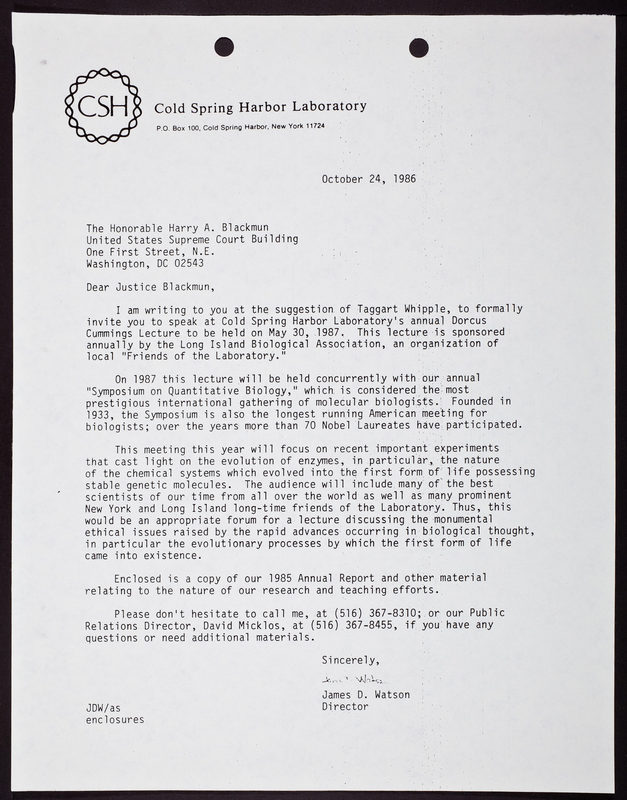 CSH
Cold Spring Harbor Laboratory
P.O. Box 100, Cold Spring Harbor, New York 11724
October 24, 1986
The Honorable Harry A. Blackmun
United States Supreme Court Building
One First Street, N.E.
Washington, DC 02543
Dear Justice Blackmun,
I am writing to you at the suggestion of Taggart Whipple, to formally
invite you to speak at Cold Spring Harbor Laboratory's annual Dorcus
Cummings Lecture to be held on May 30, 1987. This lecture is sponsored
annually by the Long Island Biological Association, an organization of
local "Friends of the Laboratory."
On 1987 this lecture will be held concurrently with our annual
"Symposium on Quantitative Biology," which is considered the most
prestigious international gathering of molecular biologists. Founded in
1933, the Symposium is also the longest running American meeting for
biologists; over the years more than 70 Nobel Laureates have participated.
This meeting this year will focus on recent important experiments
that cast light on the evolution of enzymes, in particular, the nature
of the chemical systems which evolved into the first form of life possessing
stable genetic molecules. The audience will include many of the best
scientists of our time from all over the world as well as many prominent
New York and Long Island long-time friends of the Laboratory. Thus, this
would be an appropriate forum for a lecture discussing the monumental
ethical issues raised by the rapid advances occurring in biological thought,
in particular the evolutionary processes by which the first form of life
came into existence.
Enclosed is a copy of our 1985 Annual Report and other material
relating to the nature of our research and teaching efforts.
Please don't hesitate to call me, at (516) 367-8310; or our Public
Relations Director, David Micklos, at (516) 367-8455, if you have any
questions or need additional materials.
Sincerely,
James D. Watson
Director
JDW/as
enclosures